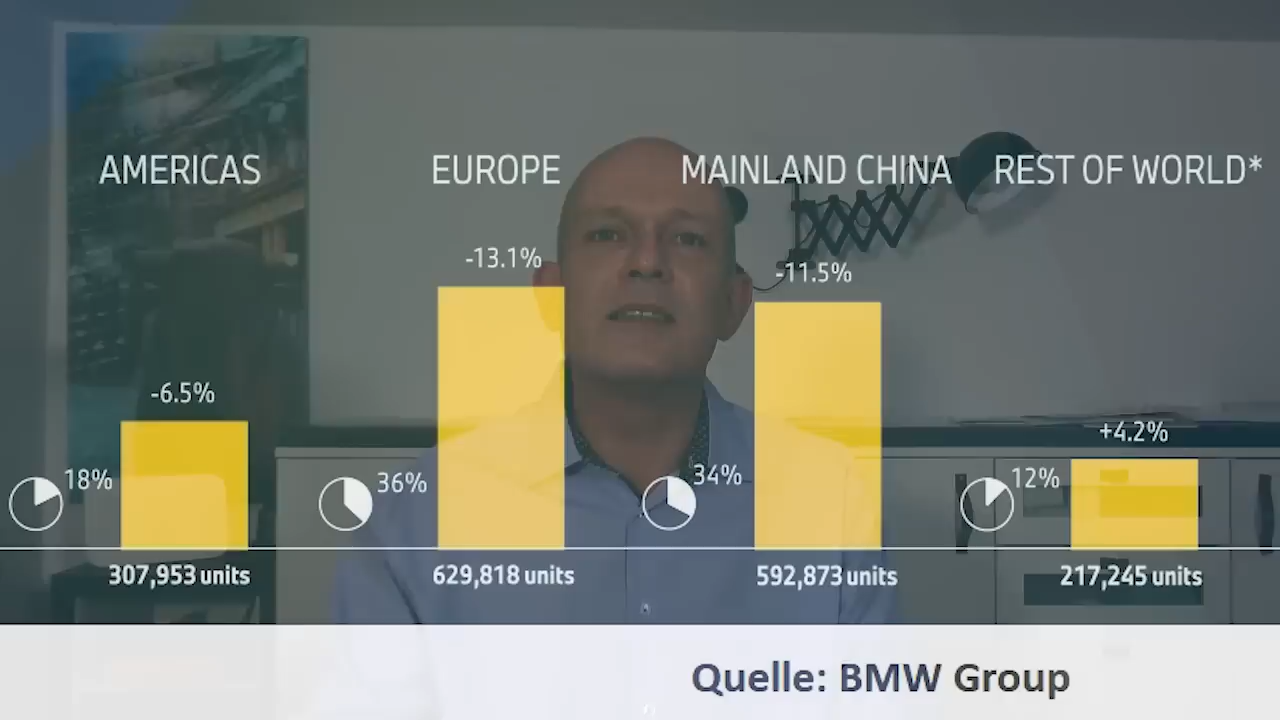 AMERICAS EUROPE MAINLAND CHINA REST OF WORLD*
-13.1%
-11.5%
-6.5%
+4.2%
18% 36% 34% 12%
307,953 units 629,818 units 592,873 units 217,245 units
Quelle: BMW Group